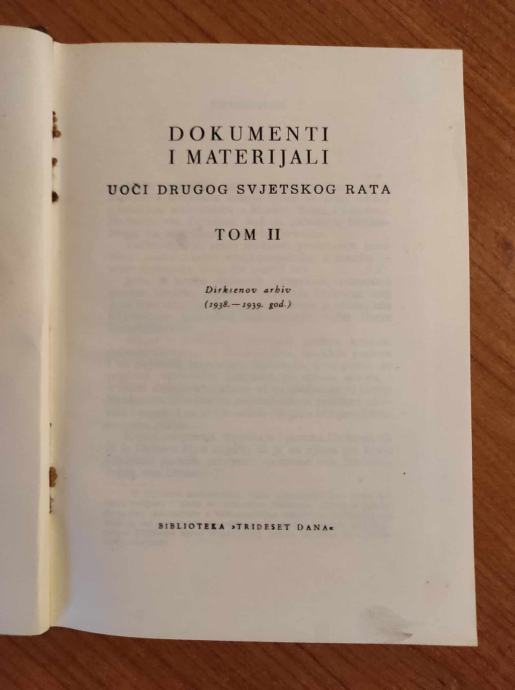 DOKUMENTI
I MATERIJALI
UOČI DRUGOG SVJETSKOG RATA
TOM II
Dirksenov arhiv
(1938.—1939. god.)
BIBLIOTEKA »TRIDESET DANA«